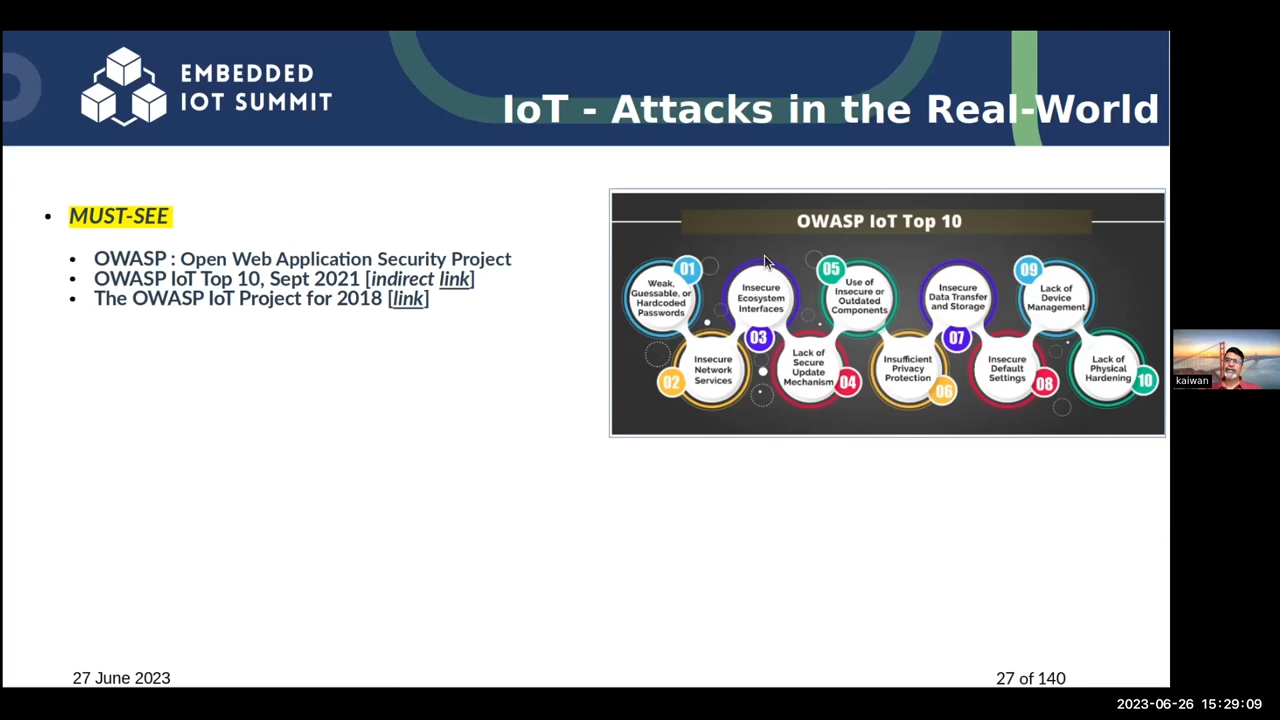 EMBEDDED
IOT SUMMIT
IoT - Attacks in the Real-World
• MUST-SEE
• OWASP : Open Web Application Security Project
• OWASP IoT Top 10, Sept 2021 [indirect link]
• The OWASP IoT Project for 2018 [link]
OWASP IoT Top 10
01
Weak,
Guessable, or
Hardcoded
Passwords
02
Insecure
Network
Services
03
Insecure
Ecosystem
Interfaces
04
Lack of
Secure
Update
Mechanism
05
Use of
Insecure or
Outdated
Components
06
Insufficient
Privacy
Protection
07
Insecure
Data Transfer
and Storage
08
Insecure
Default
Settings
09
Lack of
Device
Management
10
Lack of
Physical
Hardening
kaiwan
27 June 2023
27 of 140
2023-06-26 15:29:09